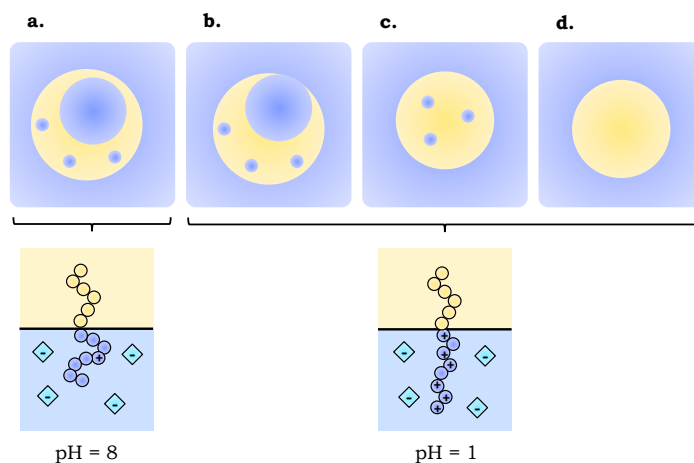 a. b. c. d.
- - + - -
+ + + + + + - - - -
pH = 8 pH = 1